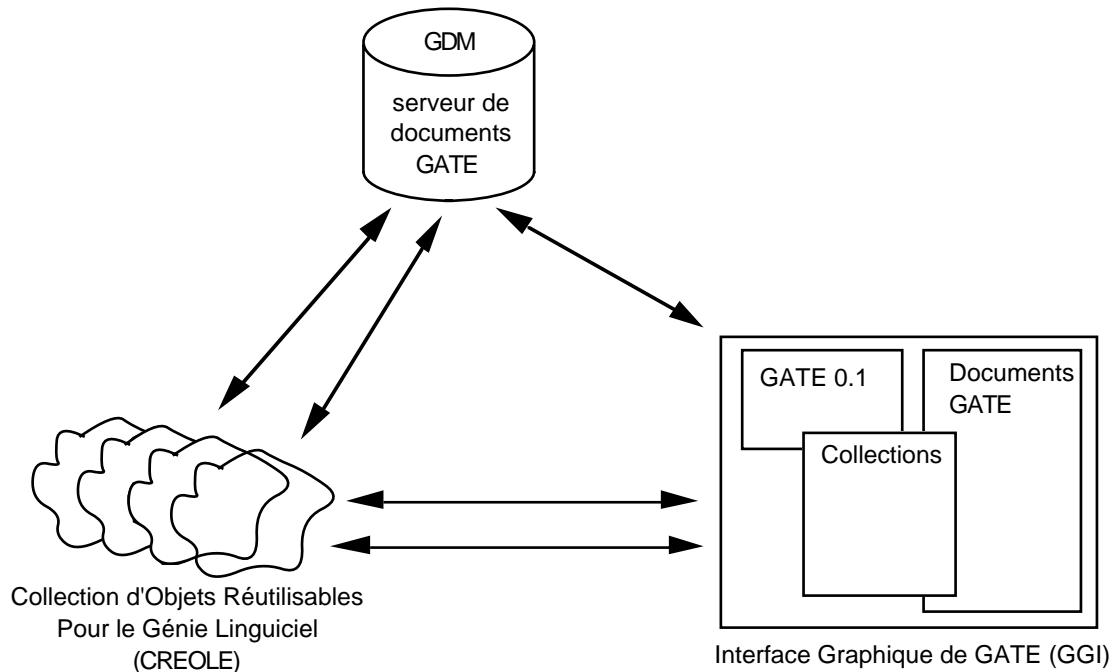 GDM
serveur de
documents
GATE
GATE 0.1
Documents
GATE
Collections
Collection d'Objets Réutilisables
Pour le Génie Linguiciel
(CREOLE)
Interface Graphique de GATE (GGI)